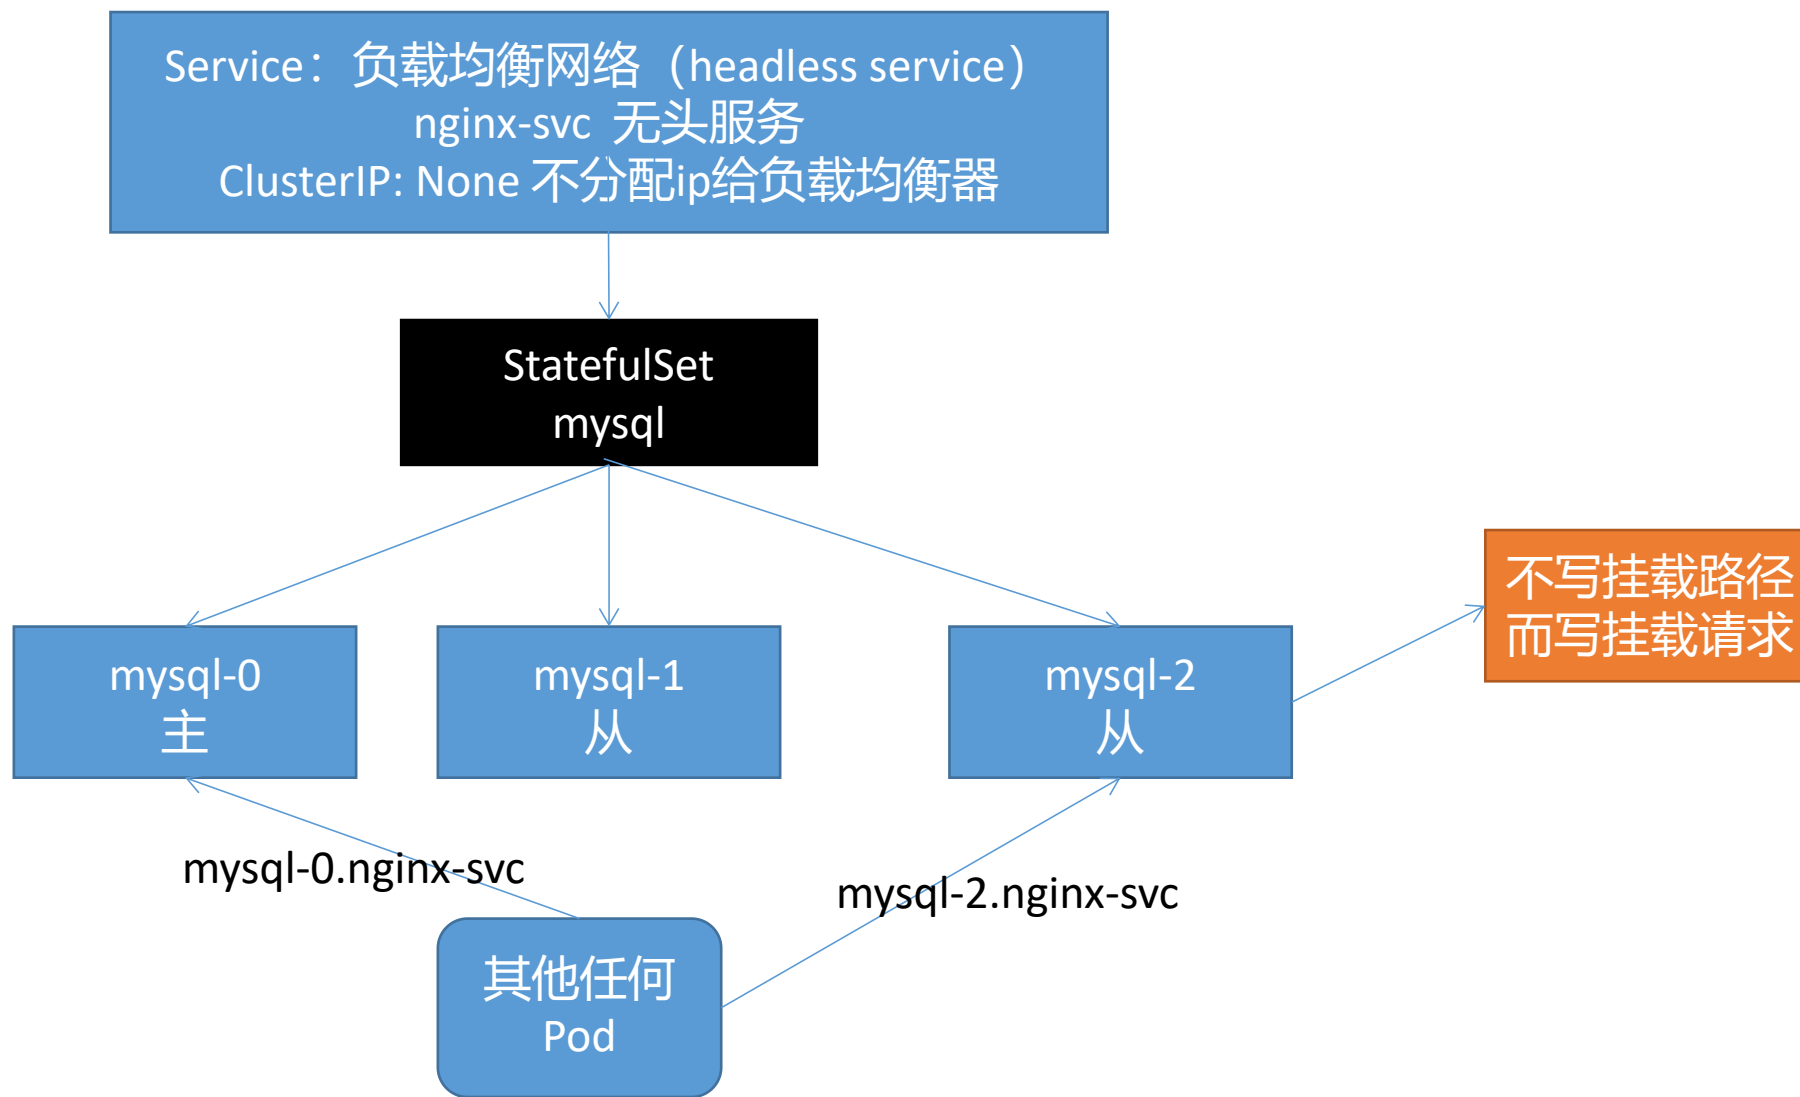 Service：负载均衡网络（headless service）
nginx-svc 无头服务
ClusterIP: None 不分配ip给负载均衡器
StatefulSet
mysql
不写挂载路径
而写挂载请求
mysql-0
主
mysql-1
从
mysql-2
从
mysql-0.nginx-svc
mysql-2.nginx-svc
其他任何
Pod